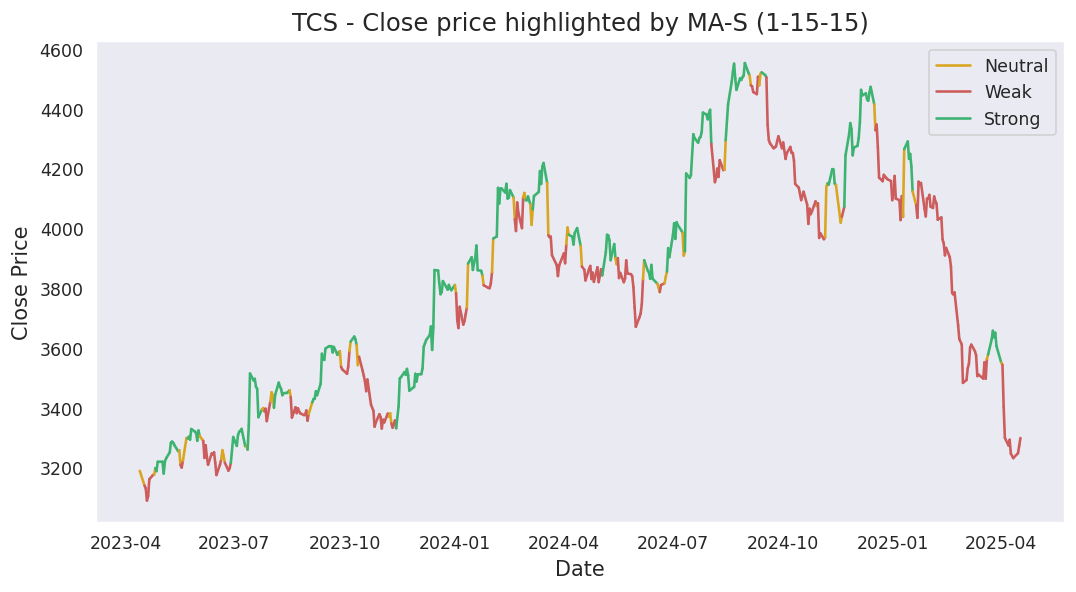 TCS - Close price highlighted by MA-S (1-15-15)
4600
4400
4200
4000
3800
3600
3400
3200
Close Price
Neutral
Weak
Strong
2023-04 2023-07 2023-10 2024-01 2024-04 2024-07 2024-10 2025-01 2025-04
Date